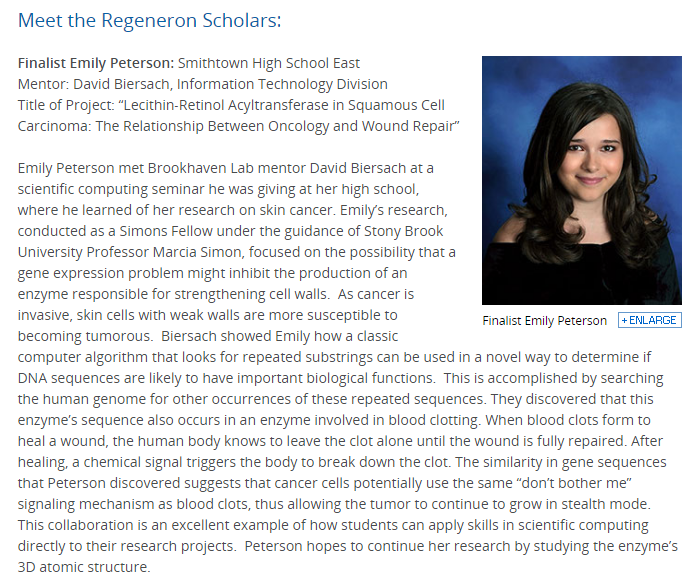 Meet the Regeneron Scholars:
Finalist Emily Peterson: Smithtown High School East
Mentor: David Biersach, Information Technology Division
Title of Project: “Lecithin-Retinol Acyltransferase in Squamous Cell
Carcinoma: The Relationship Between Oncology and Wound Repair”
Emily Peterson met Brookhaven Lab mentor David Biersach at a
scientific computing seminar he was giving at her high school,
where he learned of her research on skin cancer. Emily’s research,
conducted as a Simons Fellow under the guidance of Stony Brook
University Professor Marcia Simon, focused on the possibility that a
gene expression problem might inhibit the production of an
enzyme responsible for strengthening cell walls.  As cancer is
invasive, skin cells with weak walls are more susceptible to
becoming tumorous.  Biersach showed Emily how a classic
computer algorithm that looks for repeated substrings can be used in a novel way to determine if
DNA sequences are likely to have important biological functions.  This is accomplished by searching
the human genome for other occurrences of these repeated sequences. They discovered that this
enzyme’s sequence also occurs in an enzyme involved in blood clotting. When blood clots form to
heal a wound, the human body knows to leave the clot alone until the wound is fully repaired. After
healing, a chemical signal triggers the body to break down the clot. The similarity in gene sequences
that Peterson discovered suggests that cancer cells potentially use the same “don’t bother me”
signaling mechanism as blood clots, thus allowing the tumor to continue to grow in stealth mode.
This collaboration is an excellent example of how students can apply skills in scientific computing
directly to their research projects.  Peterson hopes to continue her research by studying the enzyme’s
3D atomic structure.
Finalist Emily Peterson
+ENLARGE